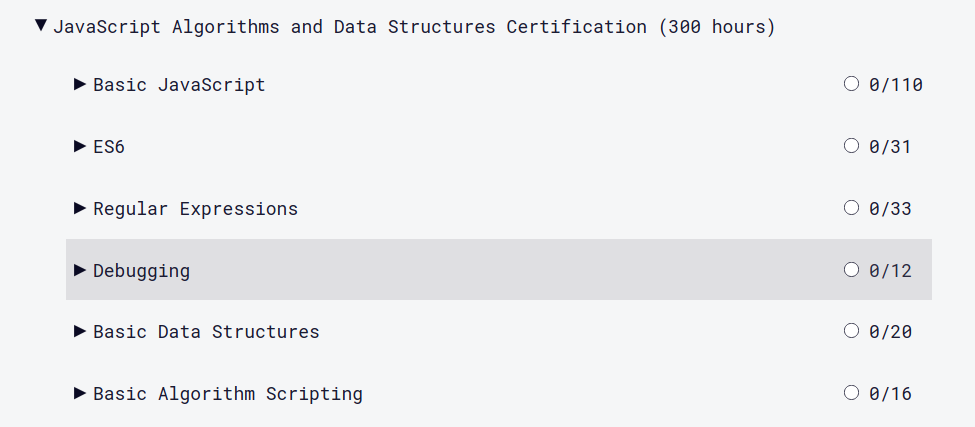 JavaScript Algorithms and Data Structures Certification (300 hours)
Basic JavaScript 0/110
ES6 0/31
Regular Expressions 0/33
Debugging 0/12
Basic Data Structures 0/20
Basic Algorithm Scripting 0/16